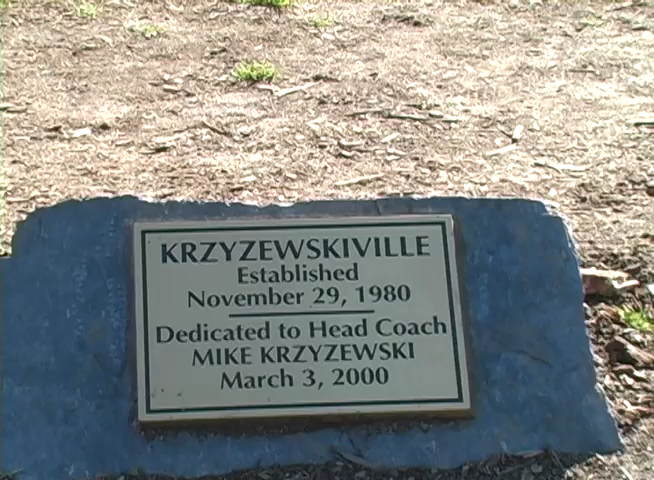 KRZYZEWSKIVILLE
Established
November 29, 1980
Dedicated to Head Coach
MIKE KRZYZEWSKI
March 3, 2000